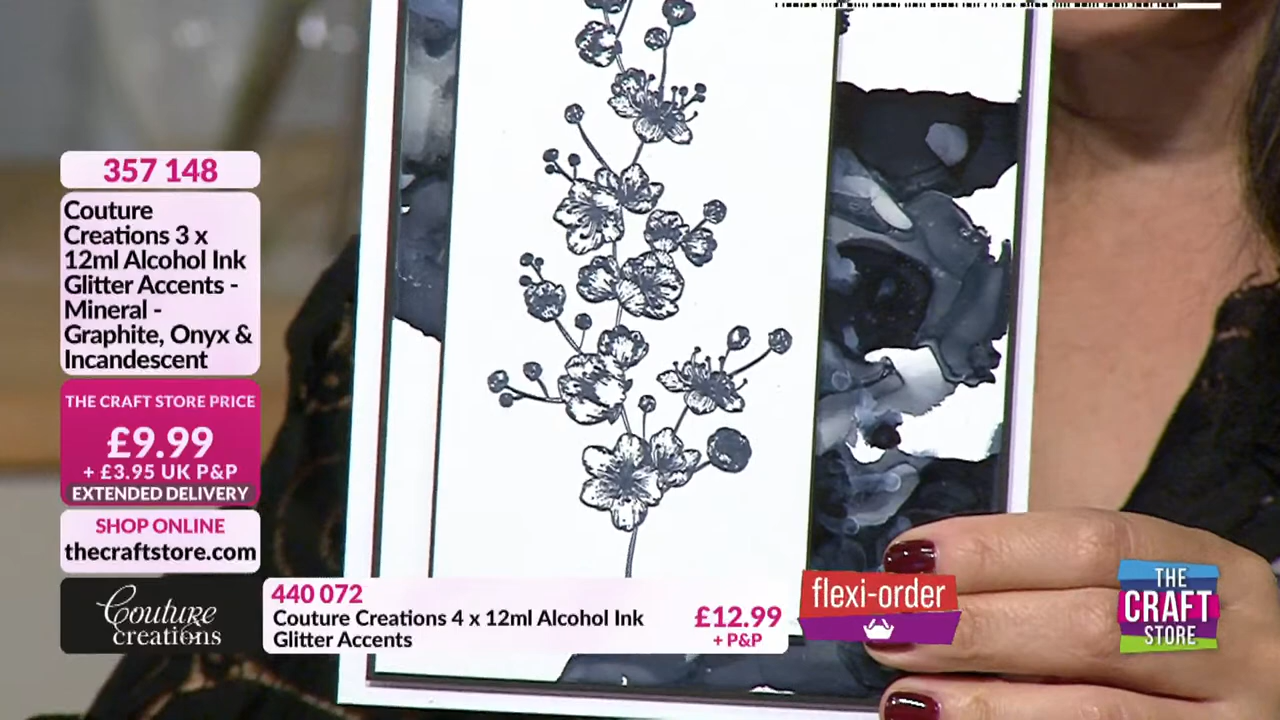 357 148
Couture
Creations 3 x
12ml Alcohol Ink
Glitter Accents -
Mineral -
Graphite, Onyx &
Incandescent
THE CRAFT STORE PRICE
£9.99
+ £3.95 UK P&P
EXTENDED DELIVERY
SHOP ONLINE
thecraftstore.com
Couture
creations
440 072
Couture Creations 4 x 12ml Alcohol Ink
Glitter Accents
£12.99
+ P&P
flexi-order
THE
CRAFT
STORE